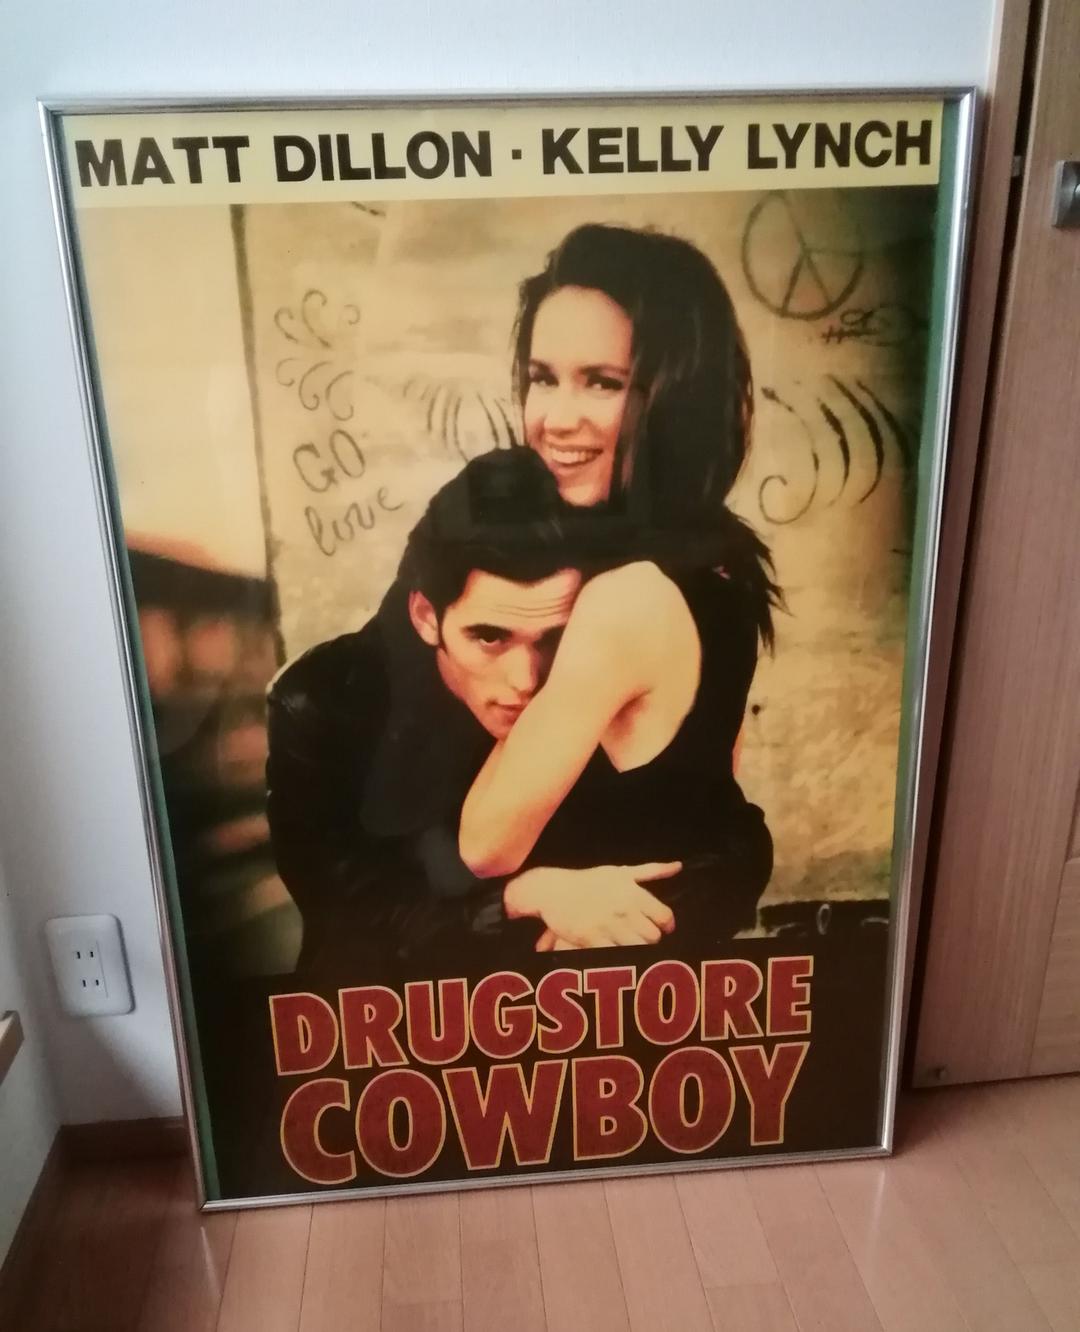 MATT DILLON · KELLY LYNCH
GO
love
DRUGSTORE
COWBOY